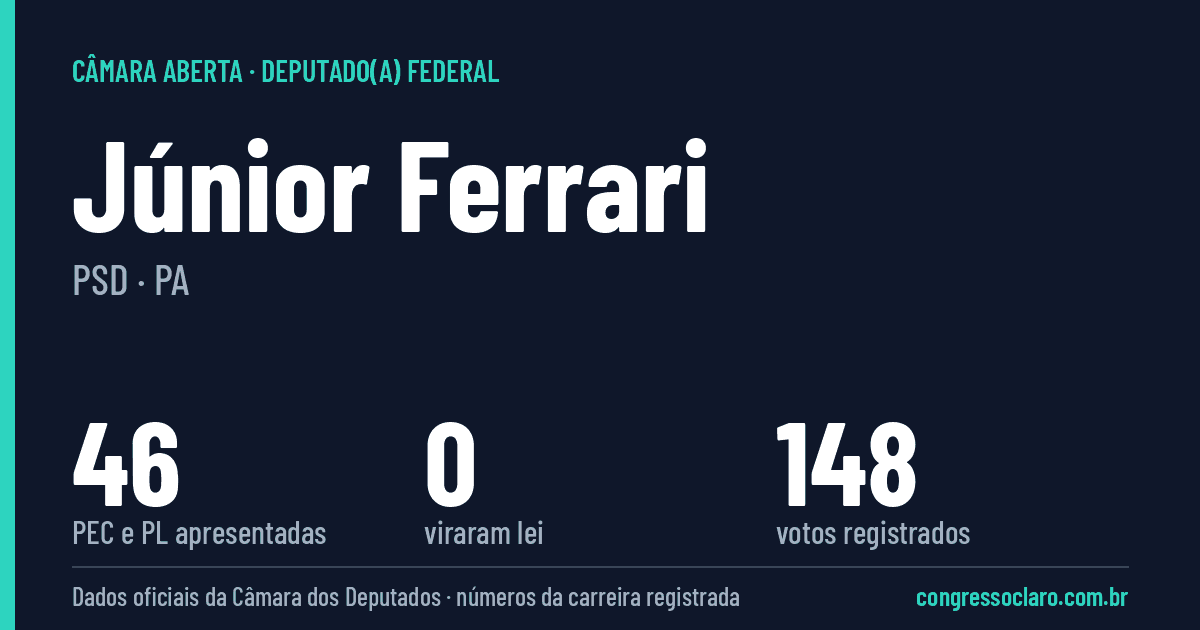 CÂMARA ABERTA · DEPUTADO(A) FEDERAL
Júnior Ferrari
PSD · PA
46
PEC e PL apresentadas
0
viraram lei
148
votos registrados
Dados oficiais da Câmara dos Deputados · números da carreira registrada
congressoclaro.com.br